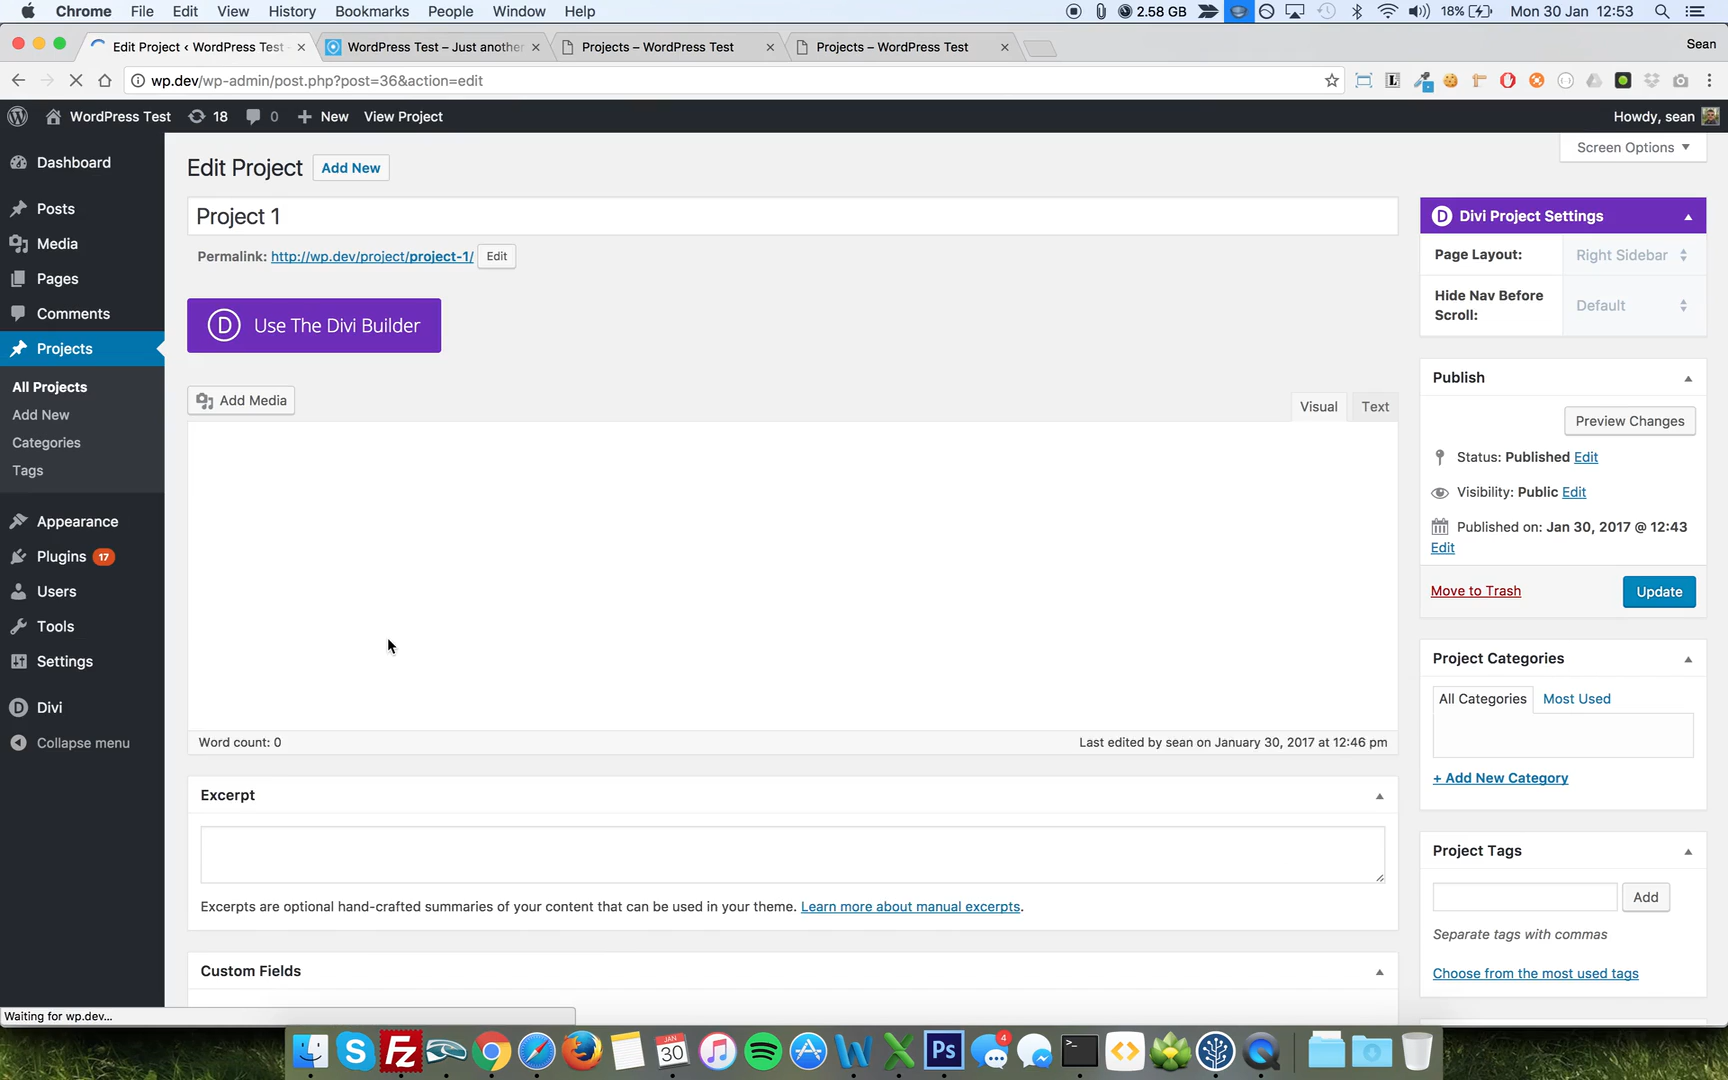 Chrome File Edit View History Bookmarks People Window Help 2.58 GB 18% Mon 30 Jan 12:53
Edit Project ‹ WordPress Test - WordPress Test – Just another Projects – WordPress Test Projects – WordPress Test Sean
wp.dev/wp-admin/post.php?post=36&action=edit
WordPress Test 18 0 + New View Project Howdy, sean
Screen Options
Dashboard
Posts
Media
Pages
Comments
Projects
All Projects
Add New
Categories
Tags
Appearance
Plugins 17
Users
Tools
Settings
Divi
Collapse menu
Edit Project Add New
Project 1
Permalink: http://wp.dev/project/project-1/ Edit
D Use The Divi Builder
Add Media
Visual Text
Word count: 0 Last edited by sean on January 30, 2017 at 12:46 pm
Excerpt
Excerpts are optional hand-crafted summaries of your content that can be used in your theme. Learn more about manual excerpts.
Custom Fields
D Divi Project Settings
Page Layout: Right Sidebar
Hide Nav Before
Scroll: Default
Publish
Preview Changes
Status: Published Edit
Visibility: Public Edit
Published on: Jan 30, 2017 @ 12:43
Edit
Move to Trash Update
Project Categories
All Categories Most Used
+ Add New Category
Project Tags
Add
Separate tags with commas
Choose from the most used tags
Waiting for wp.dev...
JAN
30
Ps
4